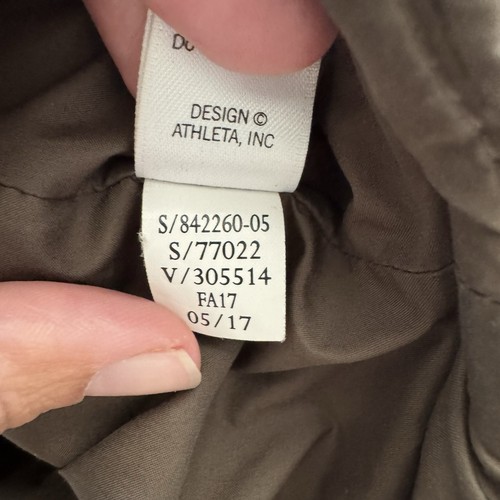 DESIGN ©
ATHLETA, INC
S/842260-05
S/77022
V/305514
FA17
05/17